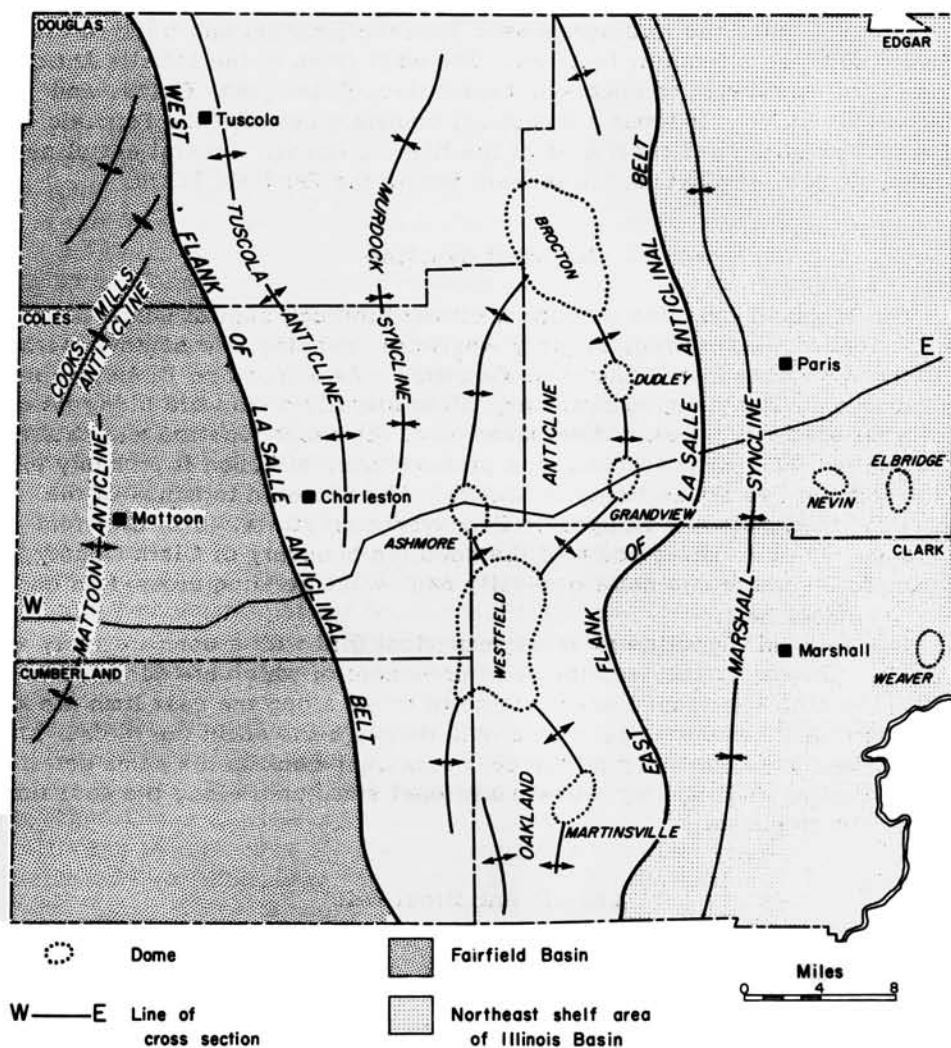 DOUGLAS
EDGAR
WEST FLANK OF LA SALLE ANTICLINAL BELT
Tuscola
TUSCOLA ANTICLINE
MURDOCK SYNCLINE
BROCTON
EAST FLANK OF LA SALLE ANTICLINAL BELT
COOKS MILLS
ANTICLINE
COLES
Paris
E
DUDLEY
OAKLAND ANTICLINE
MARSHALL SYNCLINE
Charleston
Mattoon
MATTOON ANTICLINE
ASHMORE
GRANDVIEW
NEVIN
ELBRIDGE
CLARK
W
CUMBERLAND
WESTFIELD
Marshall
WEAVER
MARTINSVILLE
Dome
Fairfield Basin
Miles
0 4 8
W E Line of
cross section
Northeast shelf area
of Illinois Basin